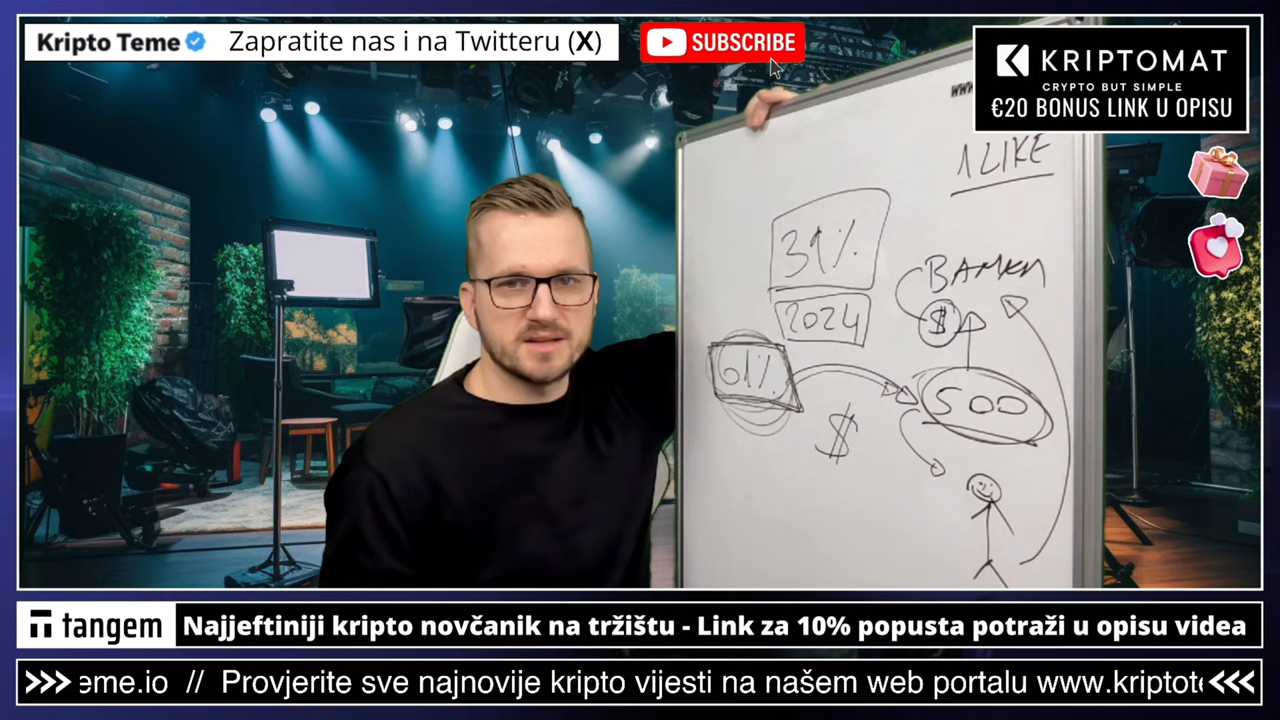 Kripto Teme
Zapratite nas i na Twitteru (X)
SUBSCRIBE
KRIPTOMAT
CRYPTO BUT SIMPLE
€20 BONUS LINK U OPISU
www
1 LIKE
31%
2024
BANKA
$
61%
500
$
tangem
Najjeftiniji kripto novčanik na tržištu - Link za 10% popusta potraži u opisu videa
eme.io // Provjerite sve najnovije kripto vijesti na našem web portalu www.kriptot